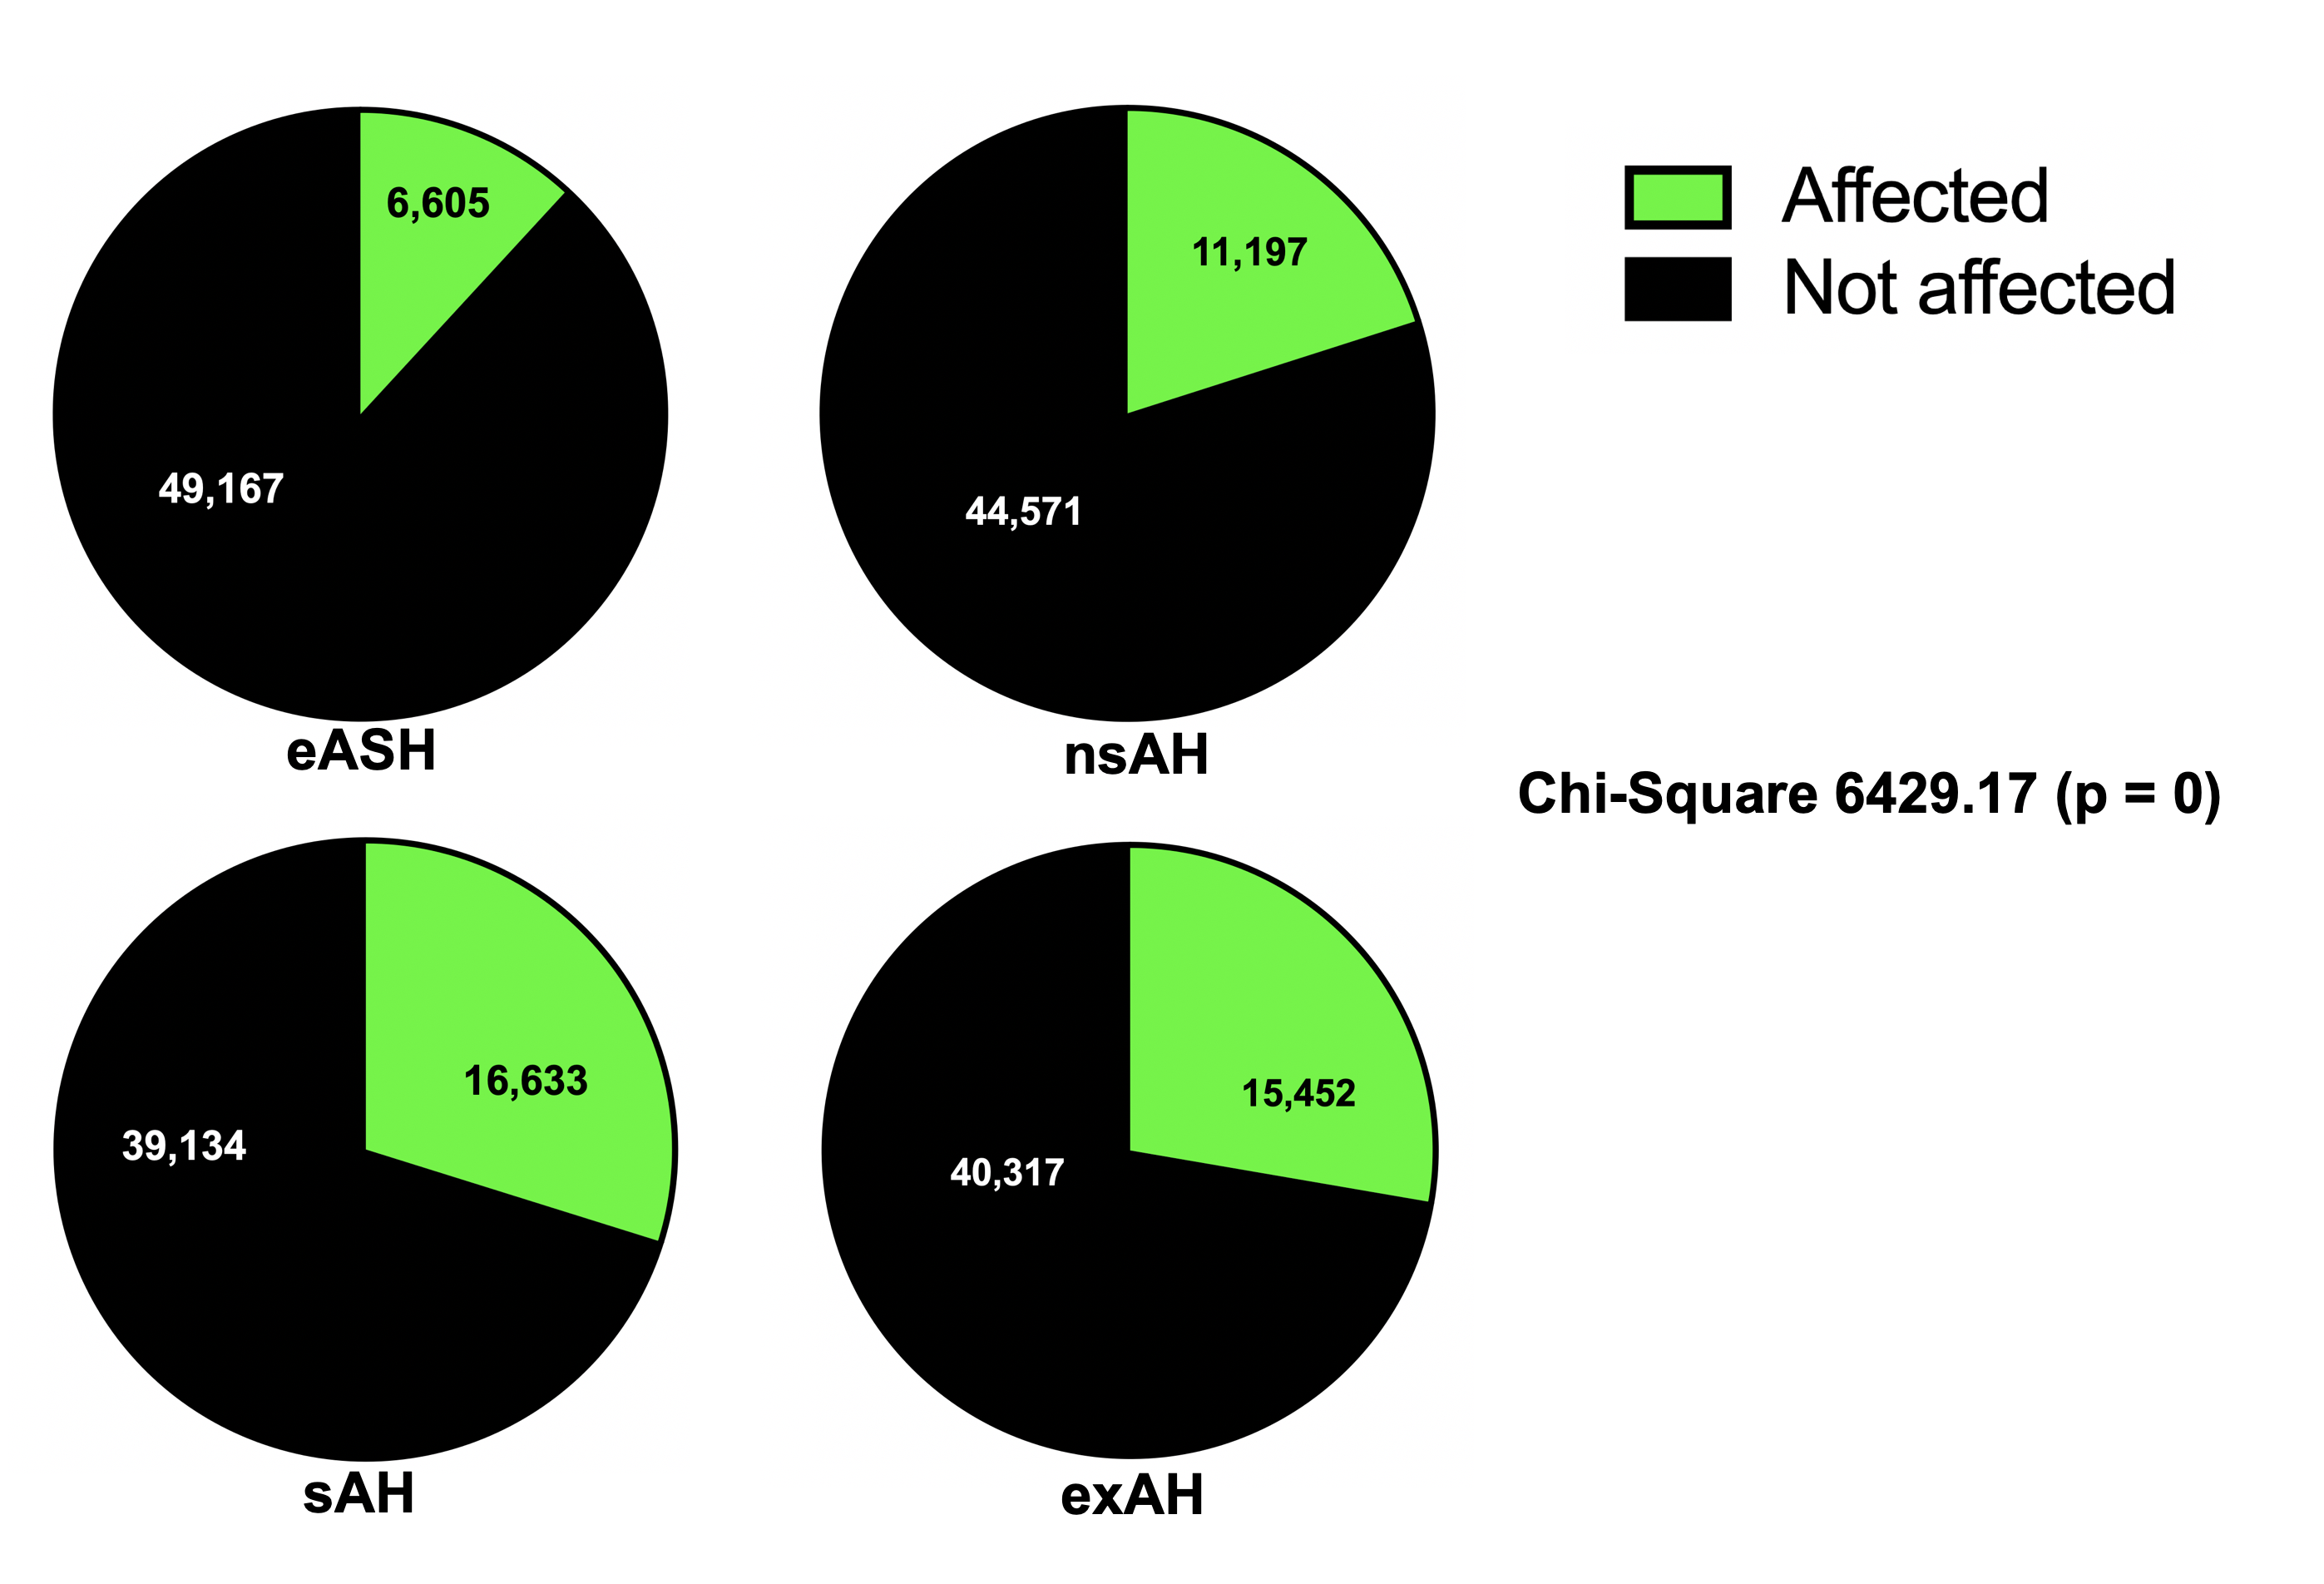 6,605
49,167
eASH
11,197
44,571
nsAH
Affected
Not affected
Chi-Square 6429.17 (p = 0)
16,633
39,134
sAH
15,452
40,317
exAH